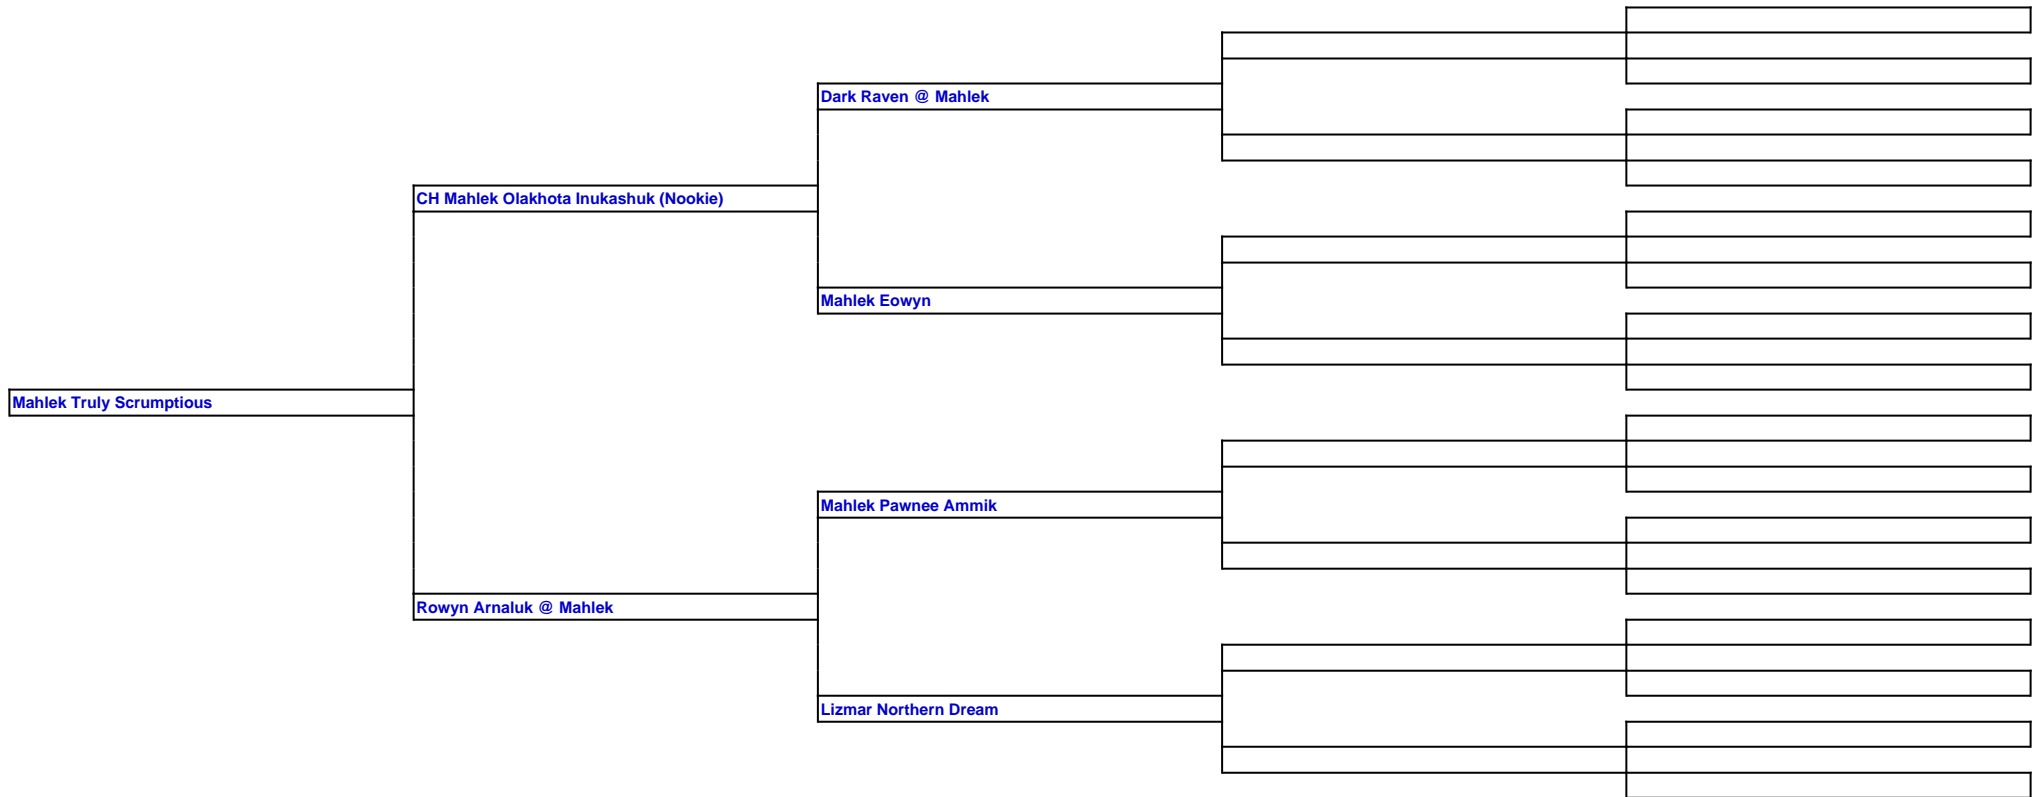 Dark Raven @ Mahlek
CH Mahlek Olakhota Inukashuk (Nookie)
Mahlek Eowyn
Mahlek Truly Scrumptious
Mahlek Pawnee Ammik
Rowyn Arnaluk @ Mahlek
Lizmar Northern Dream